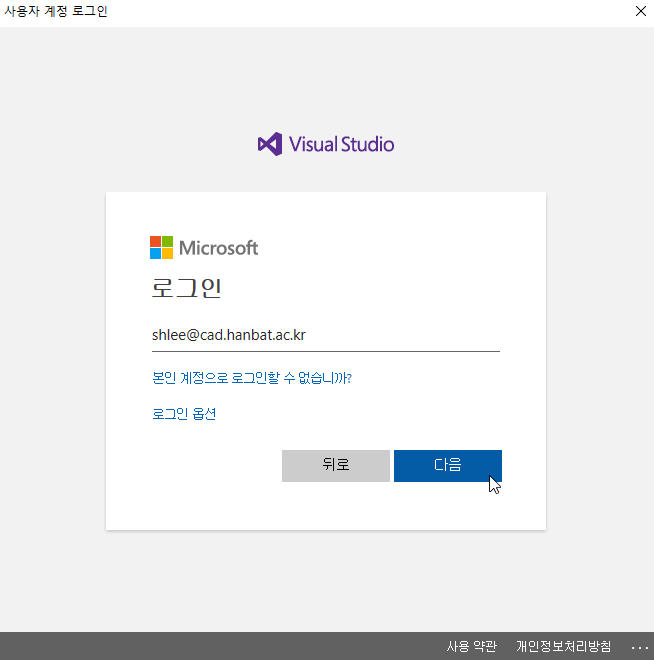 사용자 계정 로그인
Visual Studio
Microsoft
로그인
shlee@cad.hanbat.ac.kr
본인 계정으로 로그인할 수 없습니까?
로그인 옵션
뒤로 다음
사용 약관 개인정보처리방침 ...